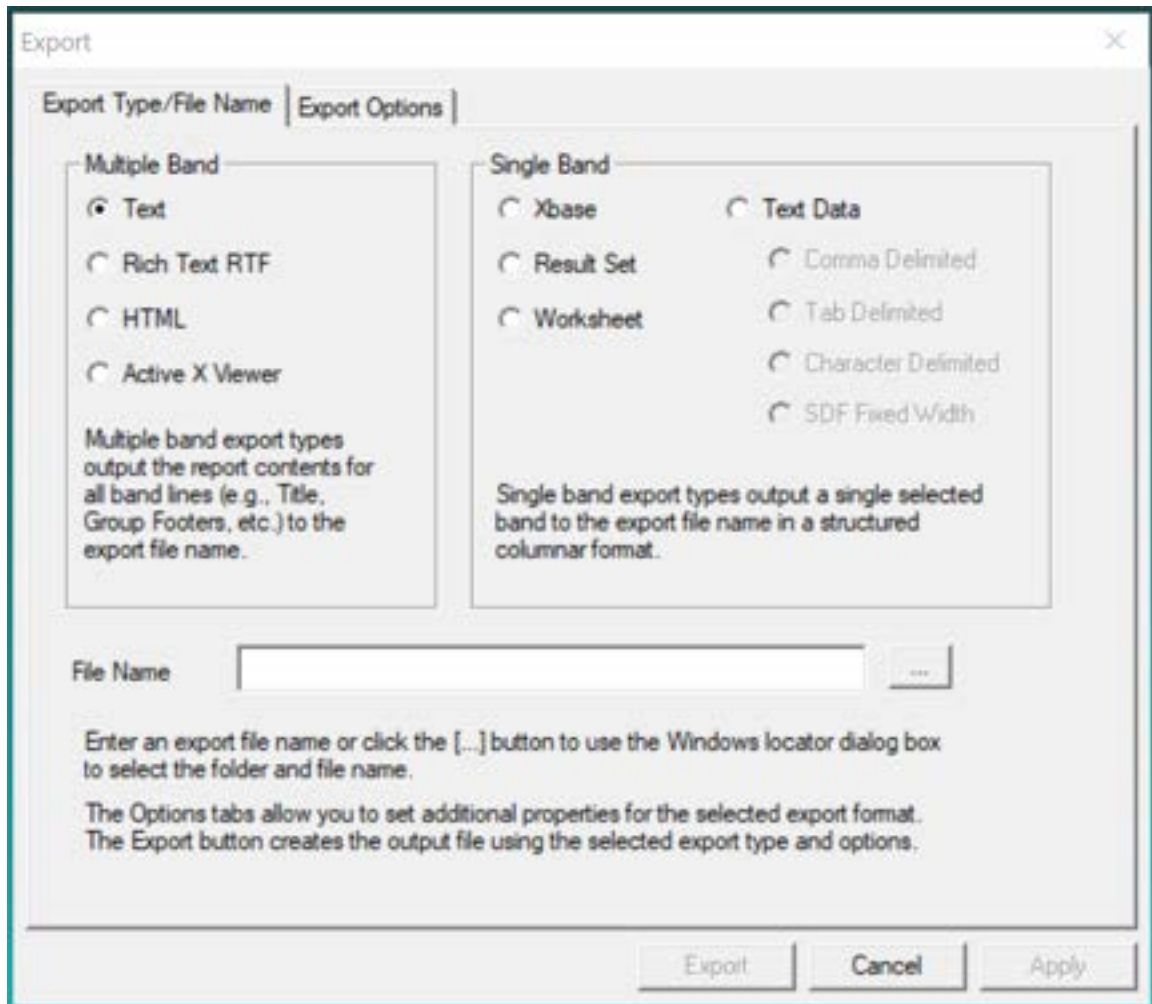 Export
Export Type/File Name
Export Options
Multiple Band
Text
Rich Text RTF
HTML
Active X Viewer
Multiple band export types
output the report contents for
all band lines (e.g., Title,
Group Footers, etc.) to the
export file name.
Single Band
Xbase
Result Set
Worksheet
Text Data
Comma Delimited
Tab Delimited
Character Delimited
SDF Fixed Width
Single band export types output a single selected
band to the export file name in a structured
columnar format.
File Name
...
Enter an export file name or click the [...] button to use the Windows locator dialog box
to select the folder and file name.
The Options tabs allow you to set additional properties for the selected export format.
The Export button creates the output file using the selected export type and options.
Export
Cancel
Apply